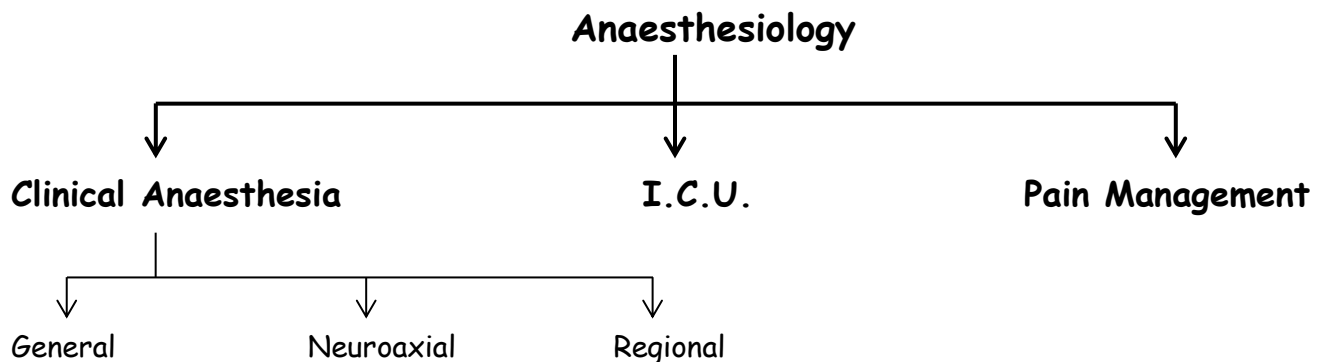 Anaesthesiology
Clinical Anaesthesia I.C.U. Pain Management
General Neuroaxial Regional